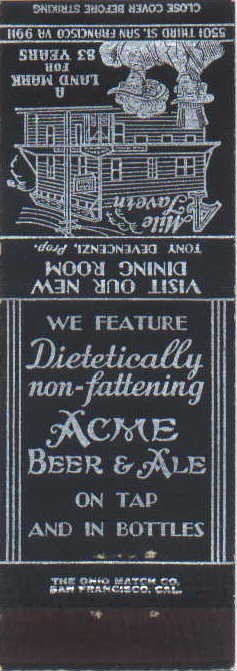 VISIT OUR NEW
DINING ROOM
TONY DEVENCENZI, Prop.
Mile
Tavern
A
LAND MARK
FOR
83 YEARS
5501 THIRD ST. SAN FRANCISCO VA 9911
CLOSE COVER BEFORE STRIKING
WE FEATURE
Dietetically
non-fattening
ACME
BEER & ALE
ON TAP
AND IN BOTTLES
THE OHIO MATCH CO.
SAN FRANCISCO, CAL.